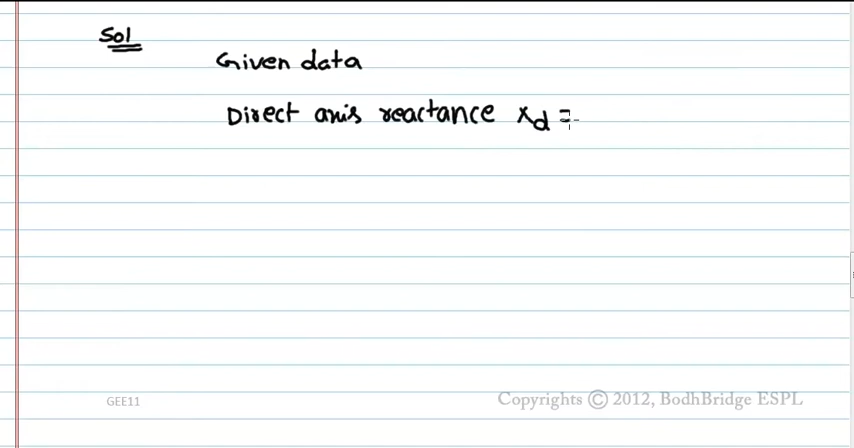 Sol
Given data
Direct axis reactance Xd =
GEE11
Copyrights © 2012, BodhBridge ESPL